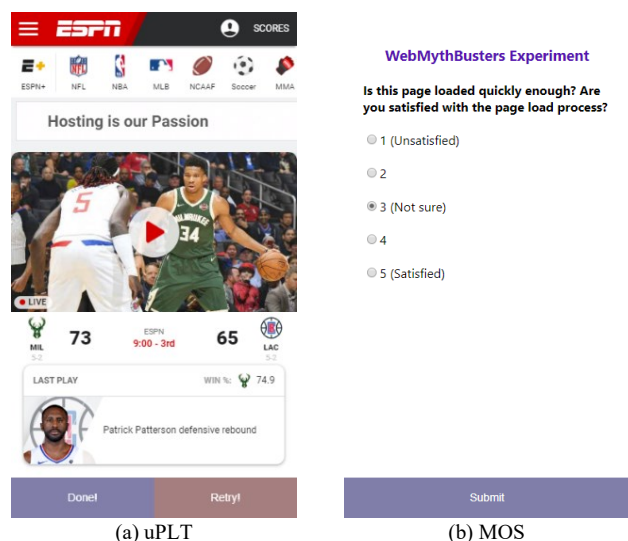 ESPN
SCORES
E+
ESPN+ NFL NBA MLB NCAAF Soccer MMA
Hosting is our Passion
5
MILWAUKEE
34
LIVE
MIL
5-2
73
ESPN
9:00 - 3rd
65
LAC
5-2
LAST PLAY
WIN %: 74.9
Patrick Patterson defensive rebound
Done!
Retry!
(a) uPLT
WebMythBusters Experiment
Is this page loaded quickly enough? Are
you satisfied with the page load process?
1 (Unsatisfied)
2
3 (Not sure)
4
5 (Satisfied)
Submit
(b) MOS